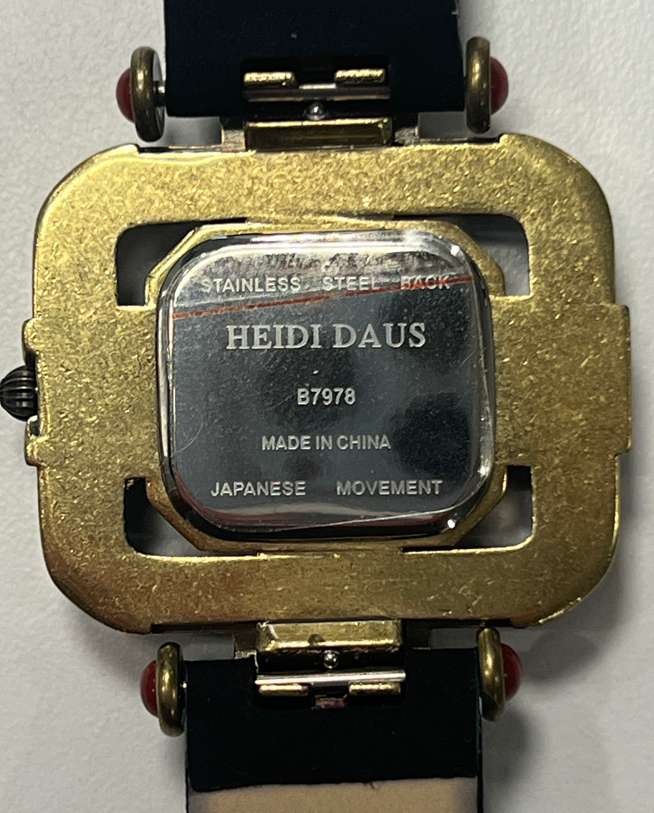 STAINLESS STEEL BACK
HEIDI DAUS
B7978
MADE IN CHINA
JAPANESE MOVEMENT